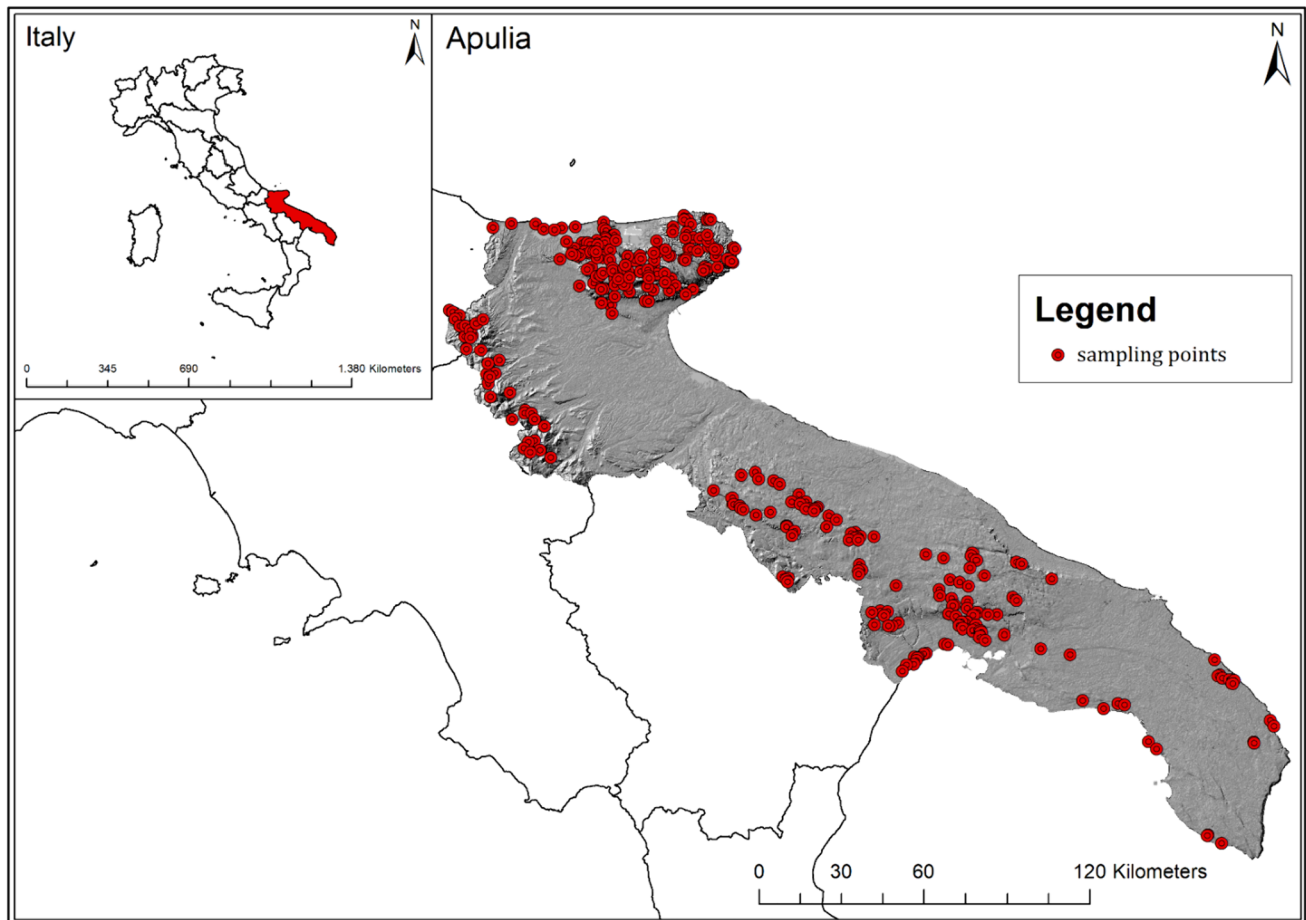 Italy
N
0 345 690 1.380 Kilometers
Apulia
N
Legend
sampling points
0 30 60 120 Kilometers